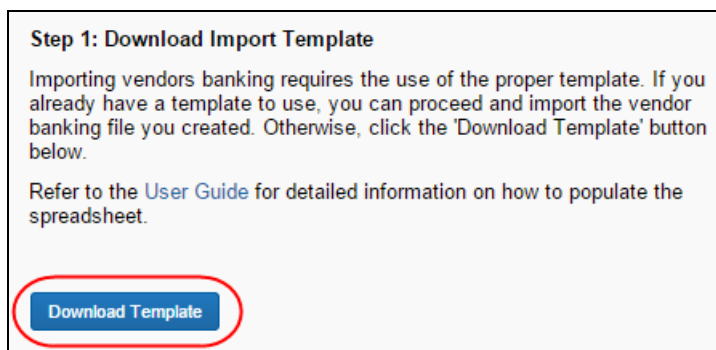 Step 1: Download Import Template
Importing vendors banking requires the use of the proper template. If you
already have a template to use, you can proceed and import the vendor
banking file you created. Otherwise, click the 'Download Template' button
below.
Refer to the User Guide for detailed information on how to populate the
spreadsheet.
Download Template